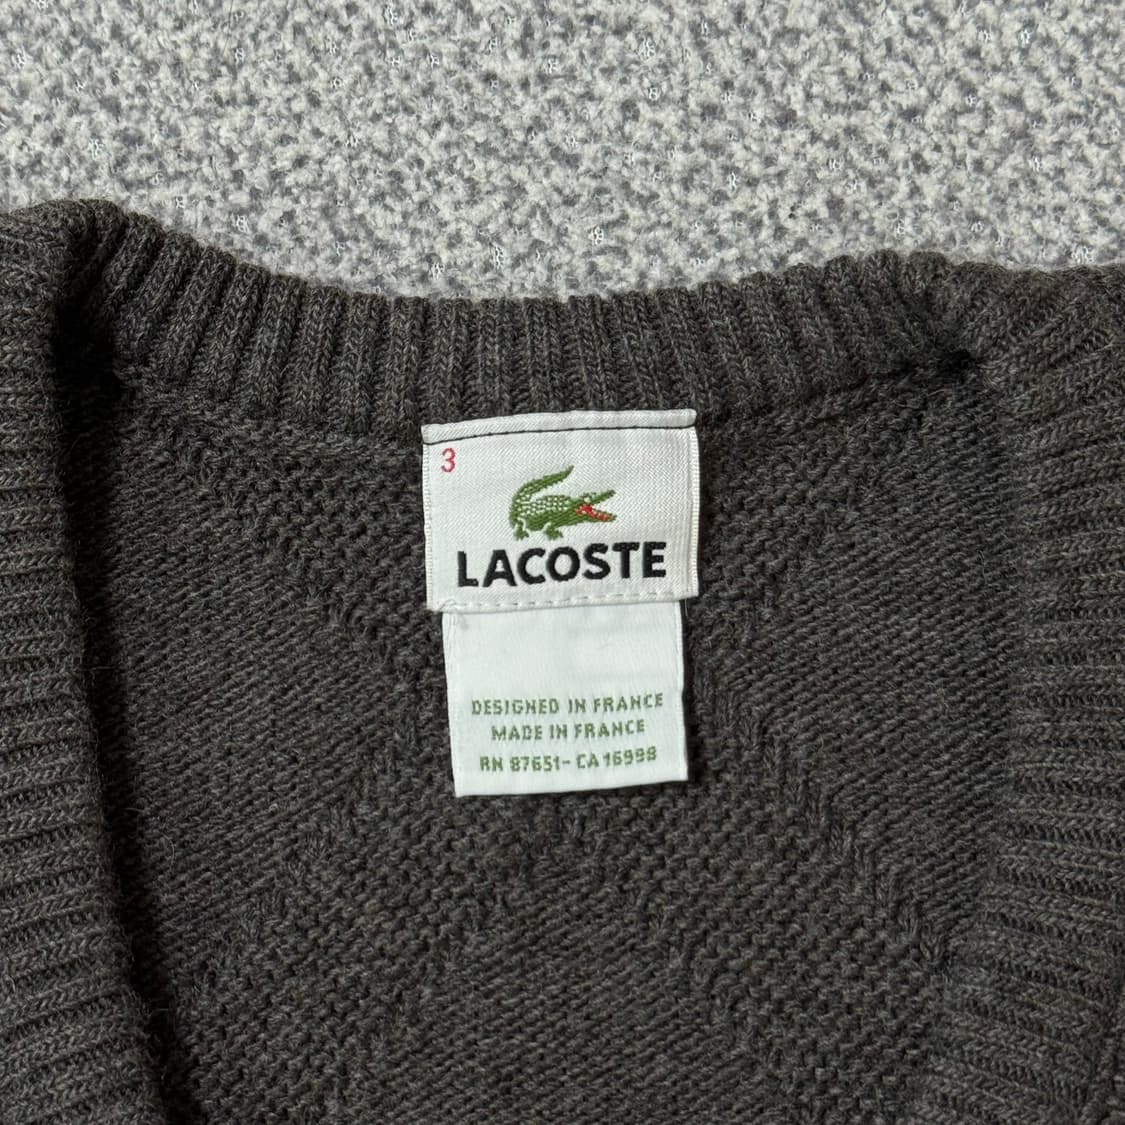 3
LACOSTE
DESIGNED IN FRANCE
MADE IN FRANCE
RN 87651- CA 16998